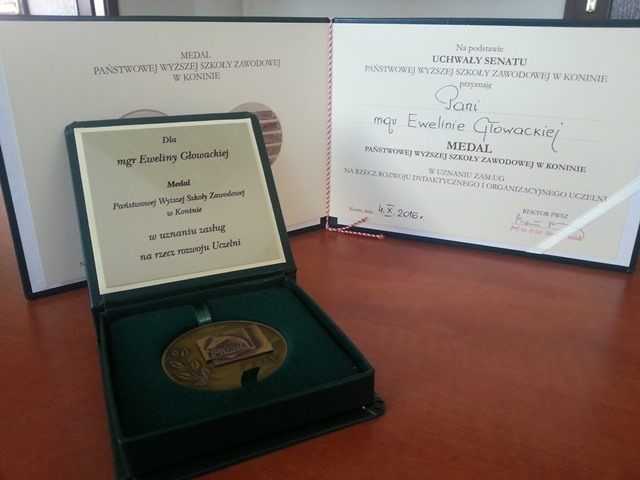 MEDAL
PAŃSTWOWEJ WYŻSZEJ SZKOŁY ZAWODOWEJ
W KONINIE
Na podstawie
UCHWAŁY SENATU
PAŃSTWOWEJ WYŻSZEJ SZKOŁY ZAWODOWEJ W KONINIE
przyznaję
Pani
mgr Ewelinie Głowackiej
MEDAL
PAŃSTWOWEJ WYŻSZEJ SZKOŁY ZAWODOWEJ W KONINIE
W UZNANIU ZASŁUG
NA RZECZ ROZWOJU DYDAKTYCZNEGO I ORGANIZACYJNEGO UCZELNI
Konin, dnia 4.X.2016r.
REKTOR PWSZ
Dla
mgr Eweliny Głowackiej
Medal
Państwowej Wyższej Szkoły Zawodowej
w Koninie
w uznaniu zasług
na rzecz rozwoju Uczelni